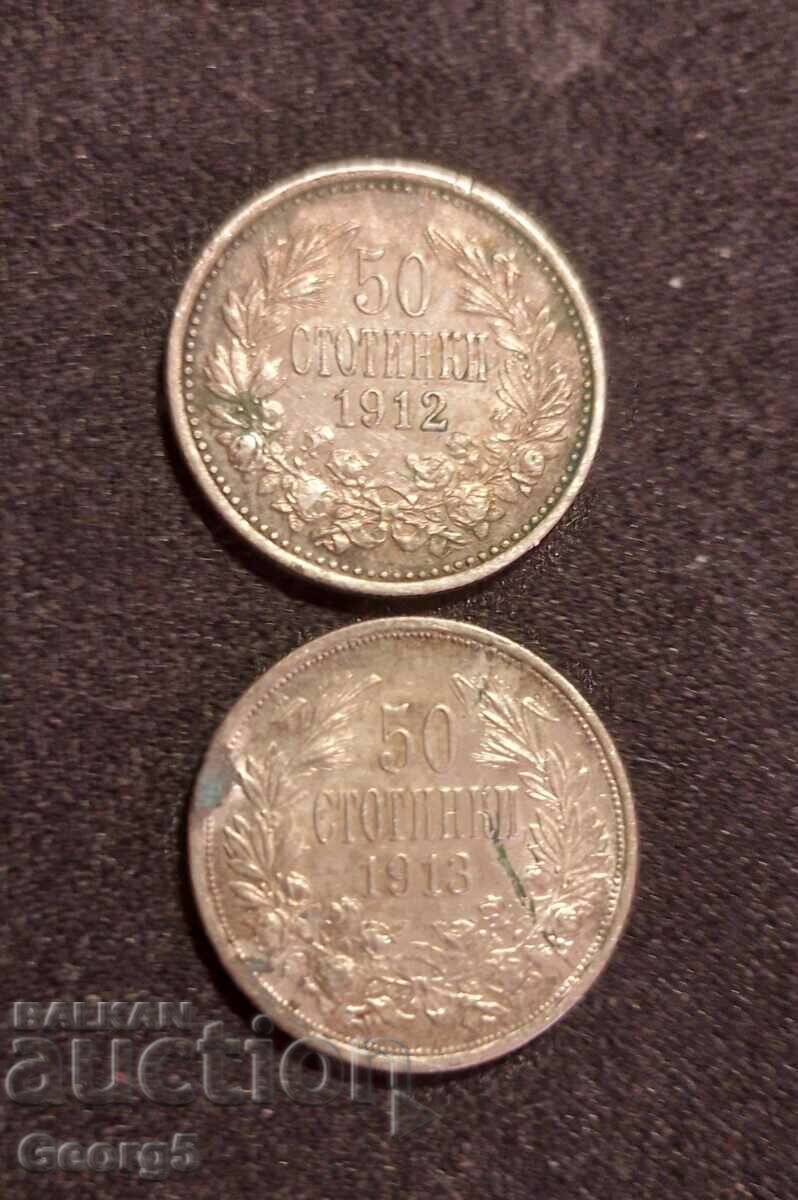 50
СТОТИНКИ
1912
50
СТОТИНКИ
1913
BALKAN
auction
Georg5